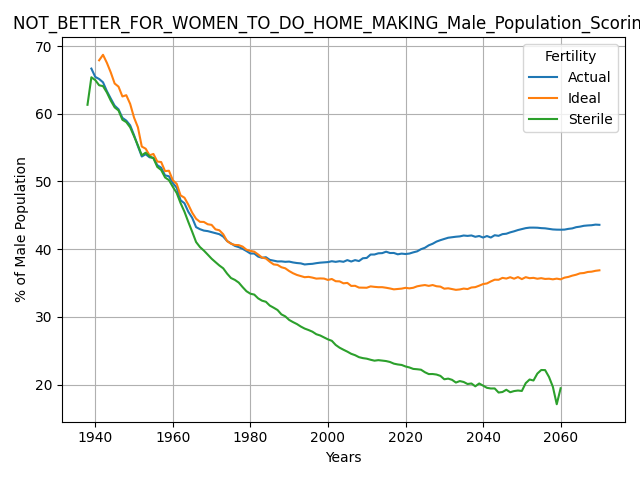 NOT_BETTER_FOR_WOMEN_TO_DO_HOME_MAKING_Male_Population_Scorin
70
60
50
40
30
20
% of Male Population
Fertility
Actual
Ideal
Sterile
1940 1960 1980 2000 2020 2040 2060
Years